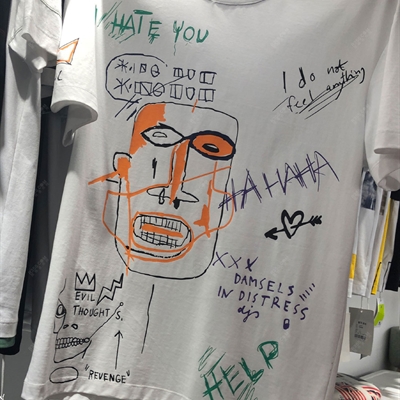 I HATE YOU
I do not
feel anything
HAHAHA
XXX
DAMSELS
IN DISTRESS
EVIL
THOUGHTS,
"REVENGE"
HELP